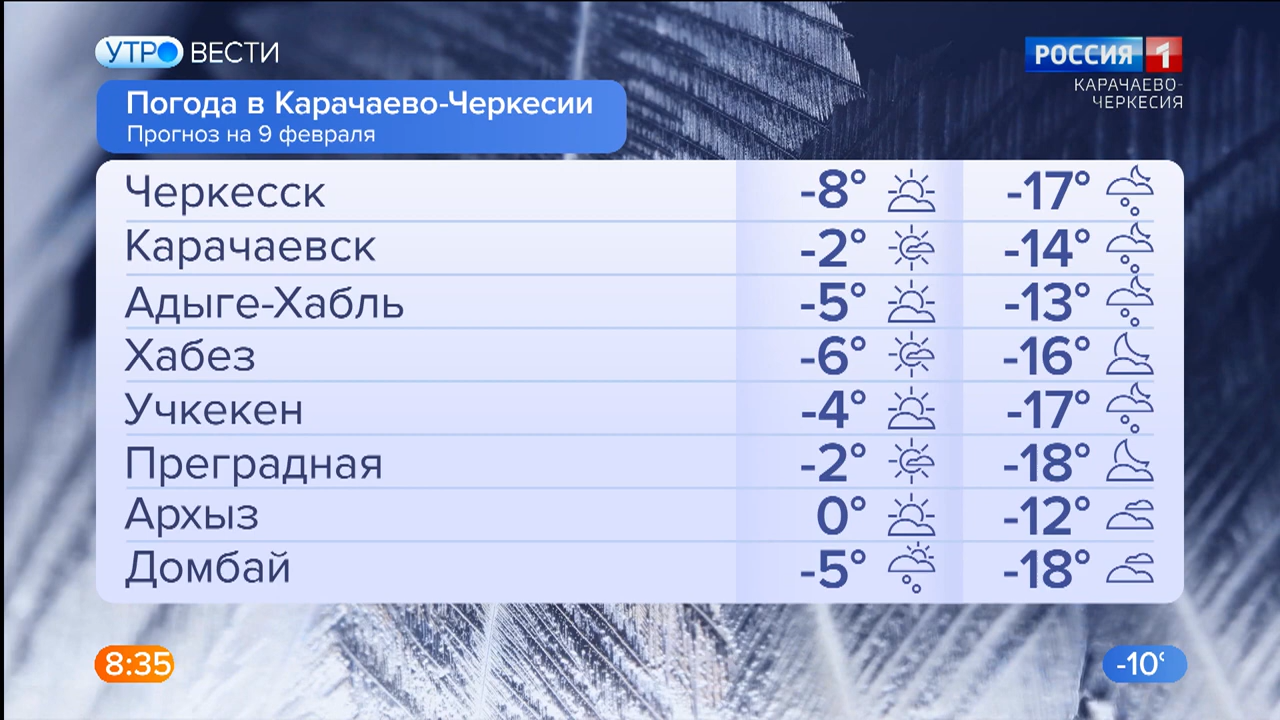 УТРО ВЕСТИ
РОССИЯ 1
КАРАЧАЕВО-
ЧЕРКЕСИЯ
Погода в Карачаево-Черкесии
Прогноз на 9 февраля
Черкесск -8° -17°
Карачаевск -2° -14°
Адыге-Хабль -5° -13°
Хабез -6° -16°
Учкекен -4° -17°
Преградная -2° -18°
Архыз 0° -12°
Домбай -5° -18°
8:35
-10°